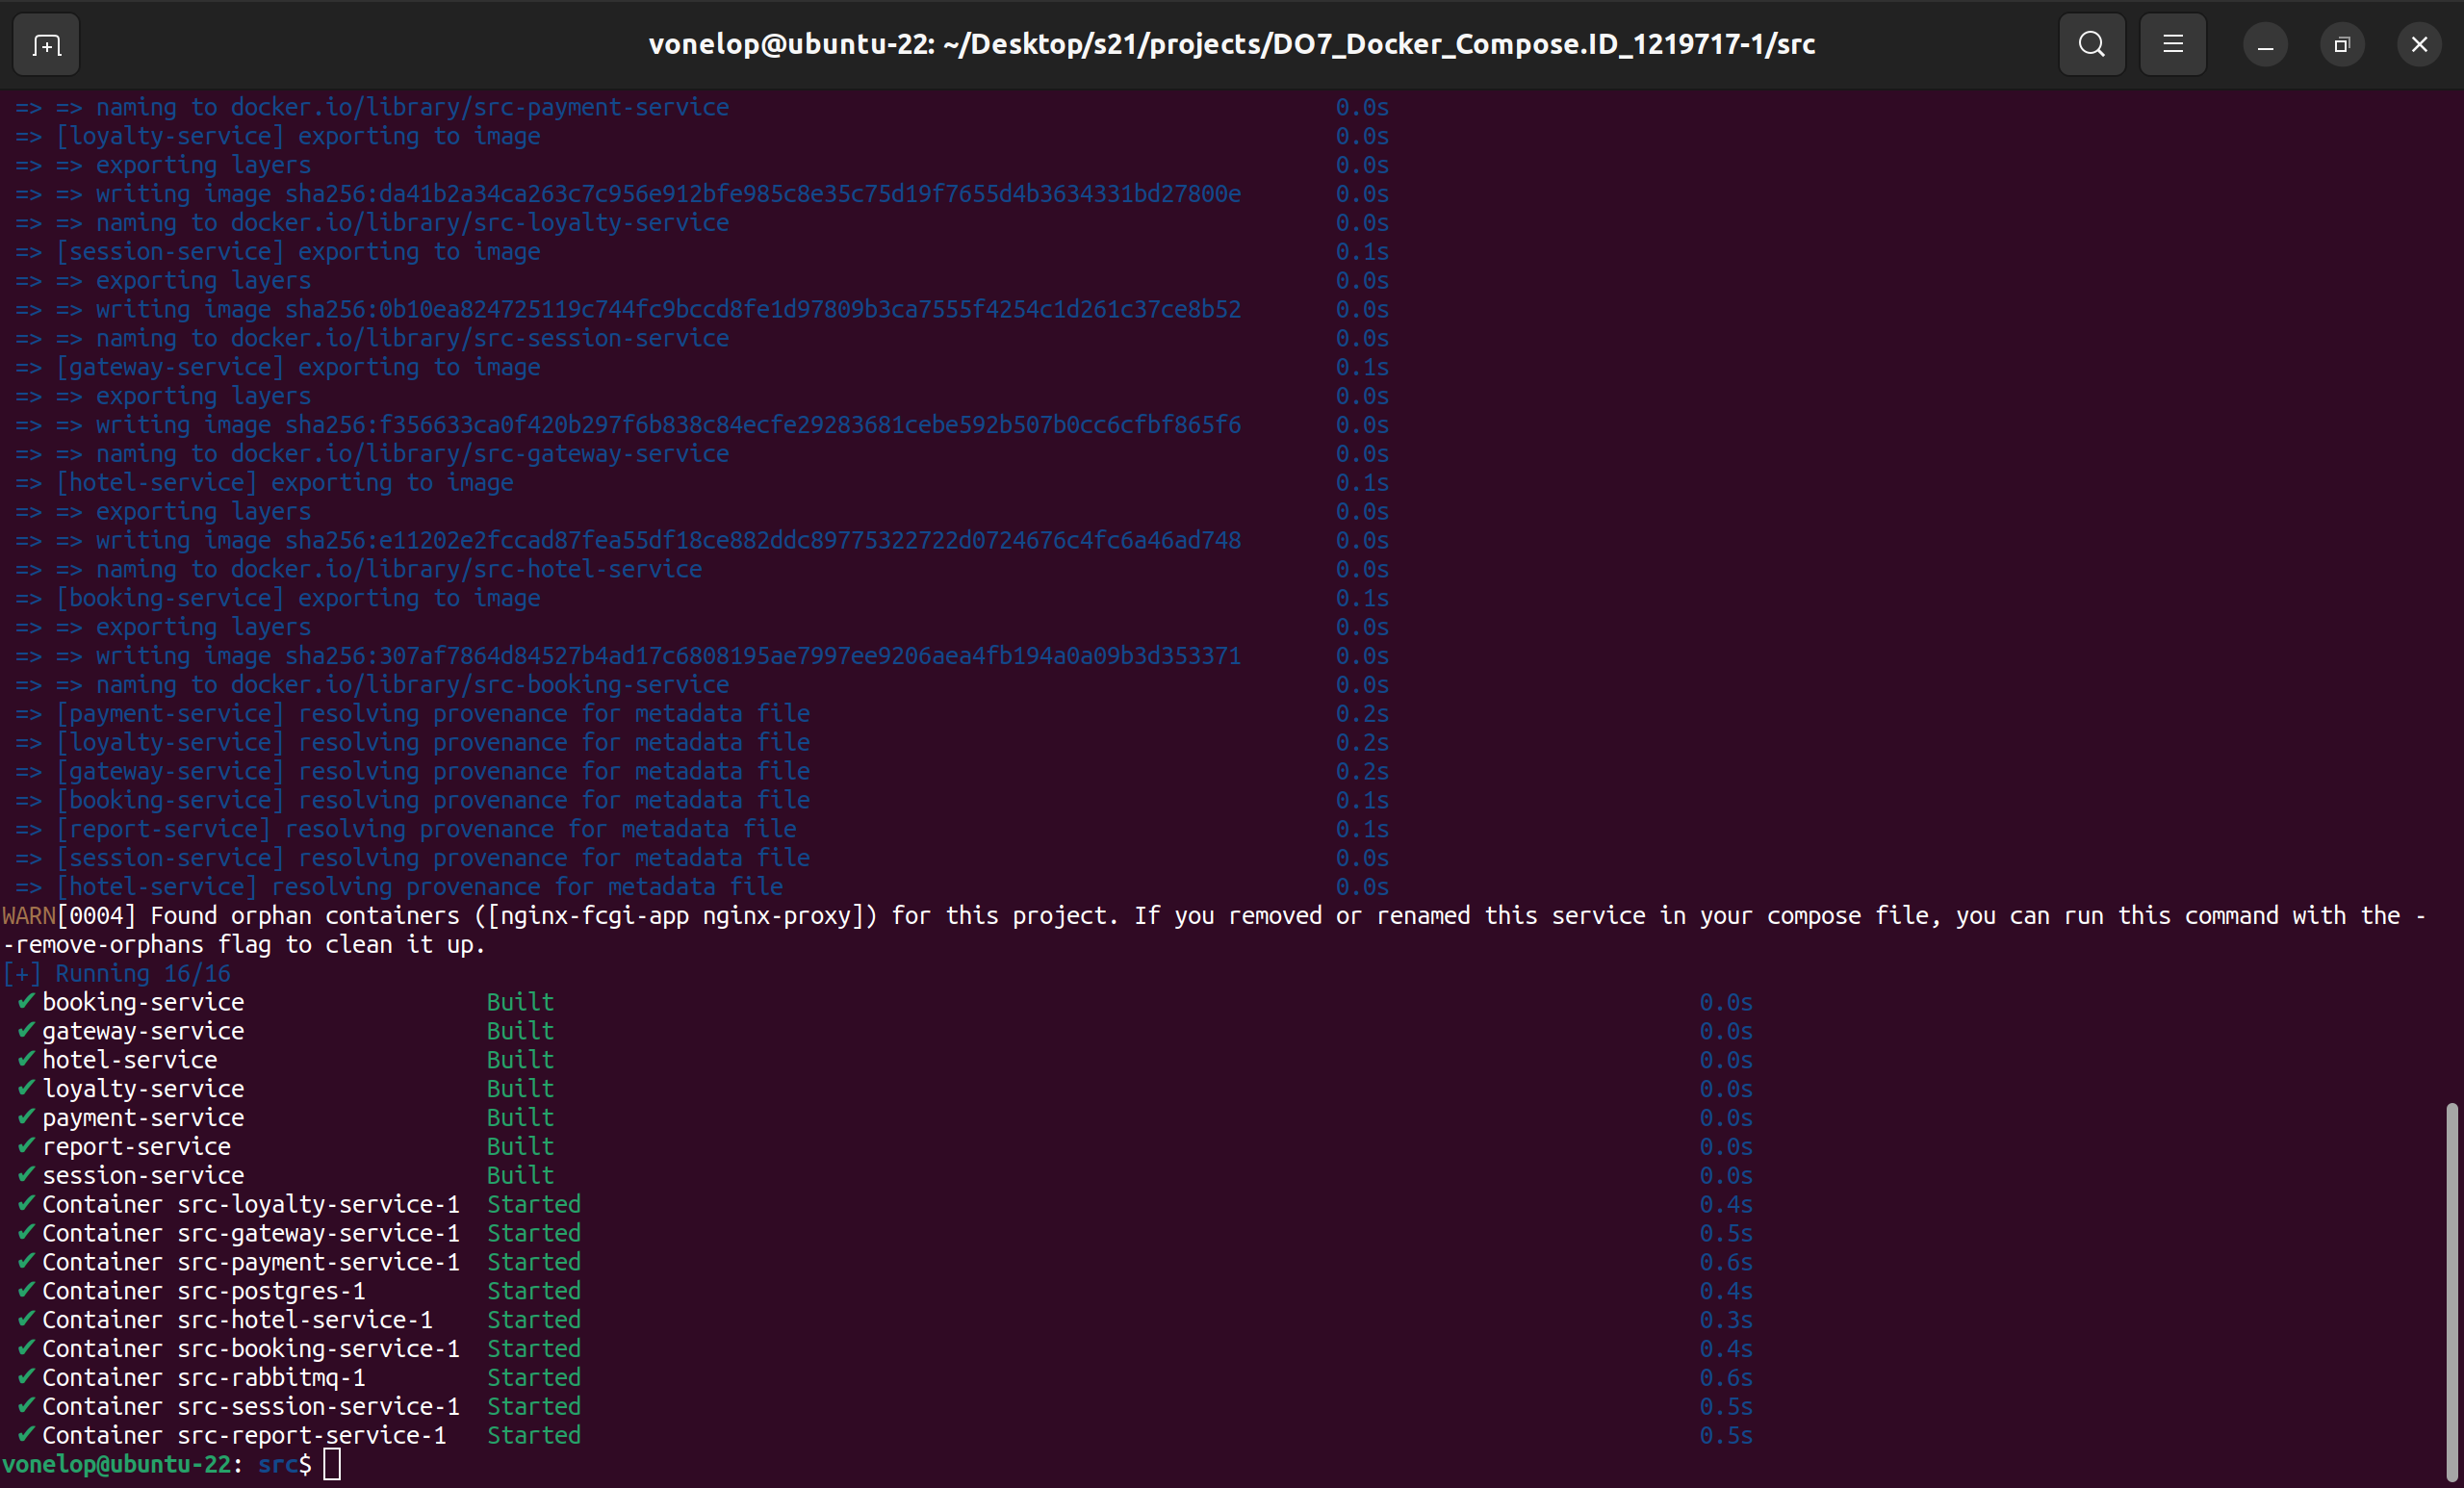 vonelop@ubuntu-22: ~/Desktop/s21/projects/DO7_Docker_Compose.ID_1219717-1/src
=> => naming to docker.io/library/src-payment-service 0.0s
=> [loyalty-service] exporting to image 0.0s
=> => exporting layers 0.0s
=> => writing image sha256:da41b2a34ca263c7c956e912bfe985c8e35c75d19f7655d4b3634331bd27800e 0.0s
=> => naming to docker.io/library/src-loyalty-service 0.0s
=> [session-service] exporting to image 0.1s
=> => exporting layers 0.0s
=> => writing image sha256:0b10ea824725119c744fc9bccd8fe1d97809b3ca7555f4254c1d261c37ce8b52 0.0s
=> => naming to docker.io/library/src-session-service 0.0s
=> [gateway-service] exporting to image 0.1s
=> => exporting layers 0.0s
=> => writing image sha256:f356633ca0f420b297f6b838c84ecfe29283681cebe592b507b0cc6cfbf865f6 0.0s
=> => naming to docker.io/library/src-gateway-service 0.0s
=> [hotel-service] exporting to image 0.1s
=> => exporting layers 0.0s
=> => writing image sha256:e11202e2fccad87fea55df18ce882ddc89775322722d0724676c4fc6a46ad748 0.0s
=> => naming to docker.io/library/src-hotel-service 0.0s
=> [booking-service] exporting to image 0.1s
=> => exporting layers 0.0s
=> => writing image sha256:307af7864d84527b4ad17c6808195ae7997ee9206aea4fb194a0a09b3d353371 0.0s
=> => naming to docker.io/library/src-booking-service 0.0s
=> [payment-service] resolving provenance for metadata file 0.2s
=> [loyalty-service] resolving provenance for metadata file 0.2s
=> [gateway-service] resolving provenance for metadata file 0.2s
=> [booking-service] resolving provenance for metadata file 0.1s
=> [report-service] resolving provenance for metadata file 0.1s
=> [session-service] resolving provenance for metadata file 0.0s
=> [hotel-service] resolving provenance for metadata file 0.0s
WARN[0004] Found orphan containers ([nginx-fcgi-app nginx-proxy]) for this project. If you removed or renamed this service in your compose file, you can run this command with the -
-remove-orphans flag to clean it up.
[+] Running 16/16
✔ booking-service Built 0.0s
✔ gateway-service Built 0.0s
✔ hotel-service Built 0.0s
✔ loyalty-service Built 0.0s
✔ payment-service Built 0.0s
✔ report-service Built 0.0s
✔ session-service Built 0.0s
✔ Container src-loyalty-service-1 Started 0.4s
✔ Container src-gateway-service-1 Started 0.5s
✔ Container src-payment-service-1 Started 0.6s
✔ Container src-postgres-1 Started 0.4s
✔ Container src-hotel-service-1 Started 0.3s
✔ Container src-booking-service-1 Started 0.4s
✔ Container src-rabbitmq-1 Started 0.6s
✔ Container src-session-service-1 Started 0.5s
✔ Container src-report-service-1 Started 0.5s
vonelop@ubuntu-22: src$